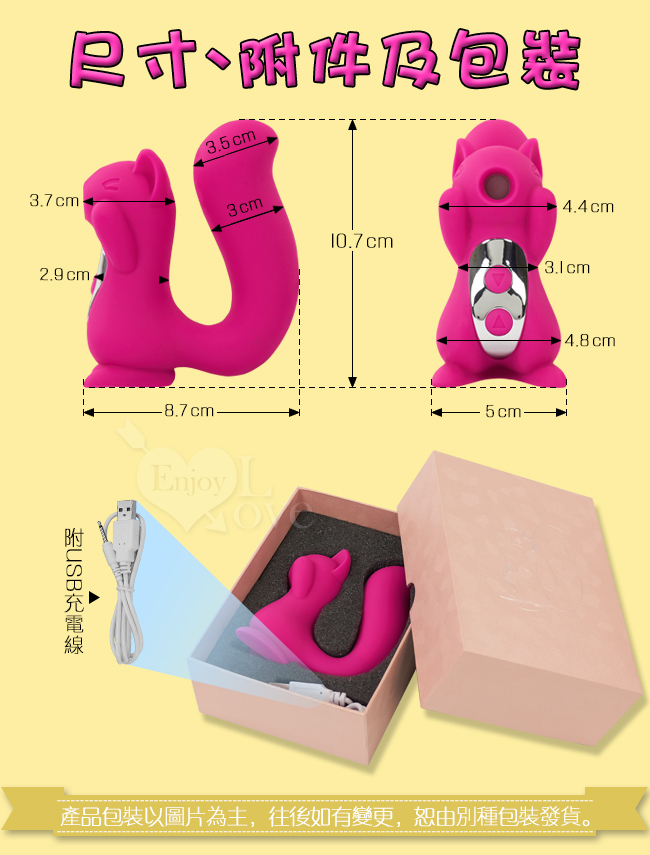 尺寸、附件及包裝
3.5cm
3.7cm
3cm
4.4cm
10.7cm
2.9cm
3.1cm
4.8cm
8.7cm
5cm
Enjoy Love
附USB充電線
產品包裝以圖片為主，往後如有變更，恕由別種包裝發貨。